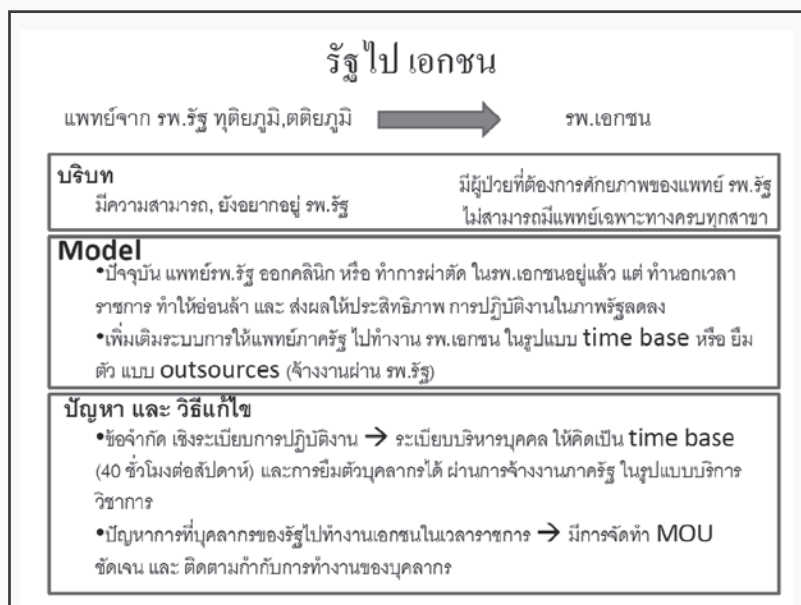 รัฐไป เอกชน
แพทย์จาก รพ.รัฐ ทุติยภูมิ,ตติยภูมิ รพ.เอกชน
บริบท
มีความสามารถ, ยังอยากอยู่ รพ.รัฐ
มีผู้ป่วยที่ต้องการศักยภาพของแพทย์ รพ.รัฐ
ไม่สามารถมีแพทย์เฉพาะทางครบทุกสาขา
Model
•ปัจจุบัน แพทย์รพ.รัฐ ออกคลินิก หรือ ทำการผ่าตัด ในรพ.เอกชนอยู่แล้ว แต่ ทำนอกเวลา
ราชการ ทำให้อ่อนล้า และ ส่งผลให้ประสิทธิภาพ การปฏิบัติงานในภาพรัฐลดลง
•เพิ่มเติมระบบการให้แพทย์ภาครัฐ ไปทำงาน รพ.เอกชน ในรูปแบบ time base หรือ ยืม
ตัว แบบ outsources (จ้างงานผ่าน รพ.รัฐ)
ปัญหา และ วิธีแก้ไข
•ข้อจำกัด เชิงระเบียบการปฏิบัติงาน → ระเบียบบริหารบุคคล ให้คิดเป็น time base
(40 ชั่วโมงต่อสัปดาห์) และการยืมตัวบุคลากรได้ ผ่านการจ้างงานภาครัฐ ในรูปแบบบริการ
วิชาการ
•ปัญหาการที่บุคลากรของรัฐไปทำงานเอกชนในเวลาราชการ → มีการจัดทำ MOU
ชัดเจน และ ติดตามกำกับการทำงานของบุคลากร